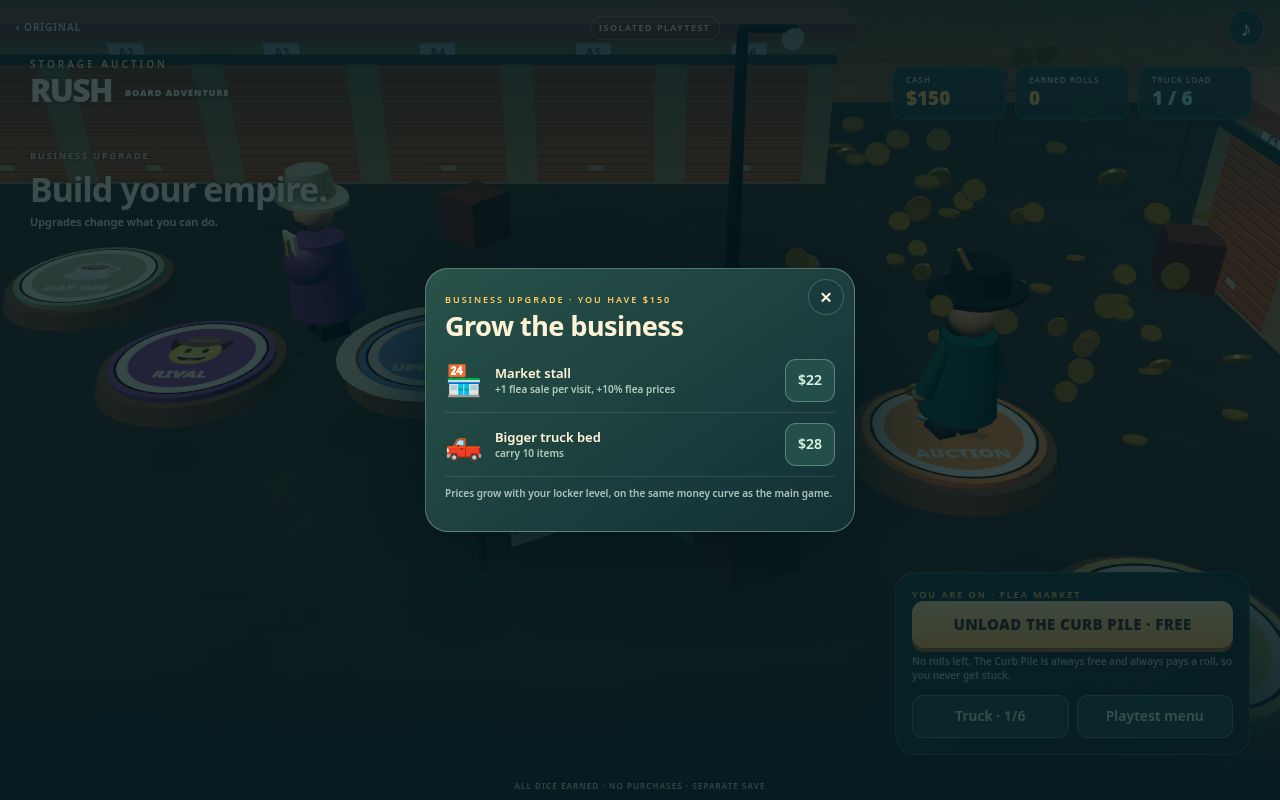 ‹ ORIGINAL
ISOLATED PLAYTEST
♪
A2
A3
A4
A5
STORAGE AUCTION
RUSH BOARD ADVENTURE
CASH
$150
EARNED ROLLS
0
TRUCK LOAD
1 / 6
BUSINESS UPGRADE
Build your empire.
Upgrades change what you can do.
DAY OFF
RIVAL
AUCTION
BUSINESS UPGRADE · YOU HAVE $150
×
Grow the business
24
Market stall
+1 flea sale per visit, +10% flea prices
$22
Bigger truck bed
carry 10 items
$28
Prices grow with your locker level, on the same money curve as the main game.
YOU ARE ON · FLEA MARKET
UNLOAD THE CURB PILE · FREE
No rolls left. The Curb Pile is always free and always pays a roll, so
you never get stuck.
Truck · 1/6
Playtest menu
ALL DICE EARNED · NO PURCHASES · SEPARATE SAVE